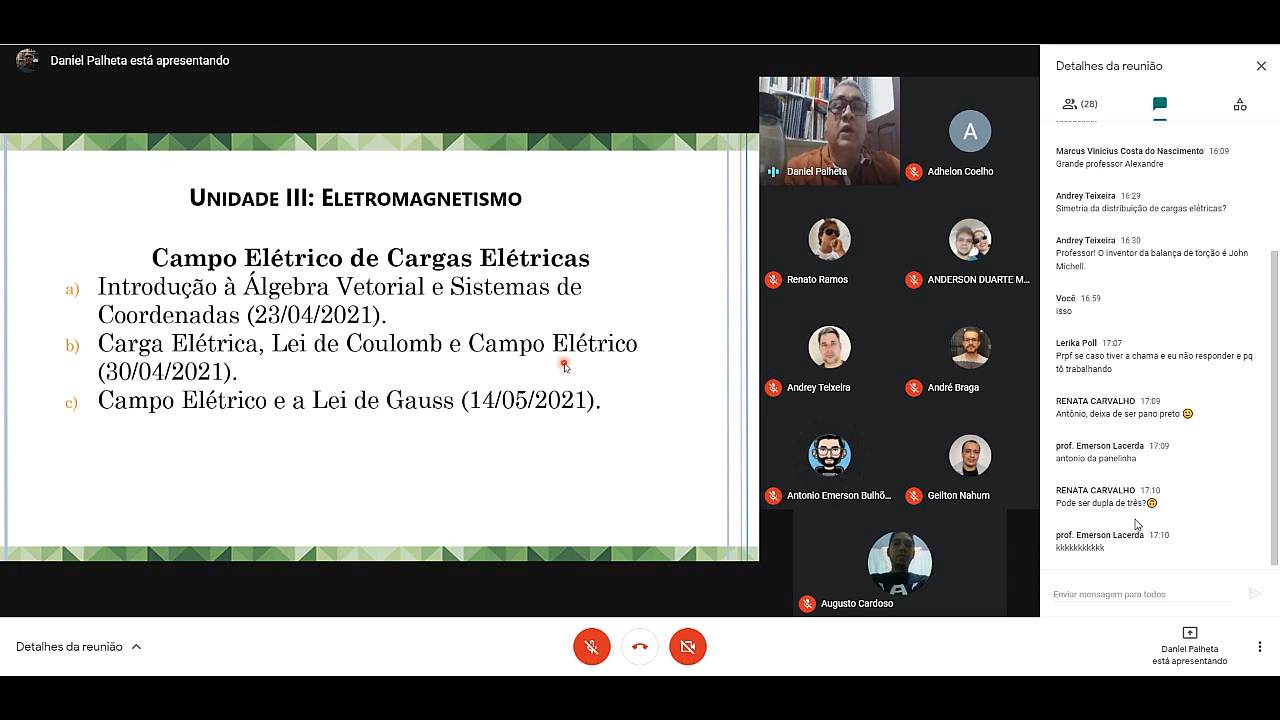 Daniel Palheta está apresentando
UNIDADE III: ELETROMAGNETISMO
Campo Elétrico de Cargas Elétricas
a) Introdução à Álgebra Vetorial e Sistemas de
Coordenadas (23/04/2021).
b) Carga Elétrica, Lei de Coulomb e Campo Elétrico
(30/04/2021).
c) Campo Elétrico e a Lei de Gauss (14/05/2021).
Daniel Palheta
A
Adhelon Coelho
Renato Ramos
ANDERSON DUARTE M...
Andrey Teixeira
André Braga
Antonio Emerson Bulhõ...
Geilton Nahum
Augusto Cardoso
Detalhes da reunião
(28)
Marcus Vinicius Costa do Nascimento 16:09
Grande professor Alexandre
Andrey Teixeira 16:29
Simetria da distribuição de cargas elétricas?
Andrey Teixeira 16:30
Professor! O inventor da balança de torção é John
Michell.
Você 16:59
Isso
Lerika Poll 17:07
Prpf se caso tiver a chama e eu não responder e pq
tô trabalhando
RENATA CARVALHO 17:09
Antônio, deixa de ser pano preto 😉
prof. Emerson Lacerda 17:09
antonio da panelinha
RENATA CARVALHO 17:10
Pode ser dupla de três?🙃
prof. Emerson Lacerda 17:10
kkkkkkkkkkk
Enviar mensagem para todos
Detalhes da reunião
Daniel Palheta
está apresentando